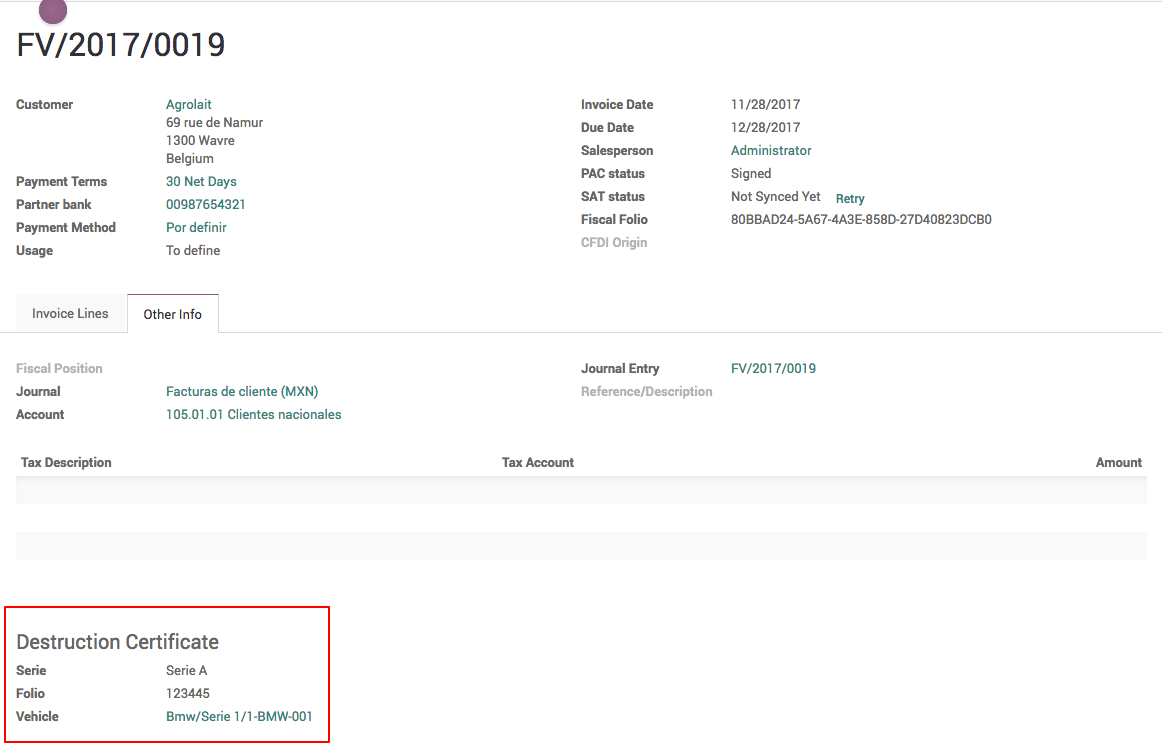 FV/2017/0019
Customer Agrolait
69 rue de Namur
1300 Wavre
Belgium
Payment Terms 30 Net Days
Partner bank 00987654321
Payment Method Por definir
Usage To define
Invoice Date 11/28/2017
Due Date 12/28/2017
Salesperson Administrator
PAC status Signed
SAT status Not Synced Yet Retry
Fiscal Folio 80BBAD24-5A67-4A3E-858D-27D40823DCB0
CFDI Origin
Invoice Lines Other Info
Fiscal Position
Journal Facturas de cliente (MXN)
Account 105.01.01 Clientes nacionales
Journal Entry FV/2017/0019
Reference/Description
Tax Description Tax Account Amount
Destruction Certificate
Serie Serie A
Folio 123445
Vehicle Bmw/Serie 1/1-BMW-001